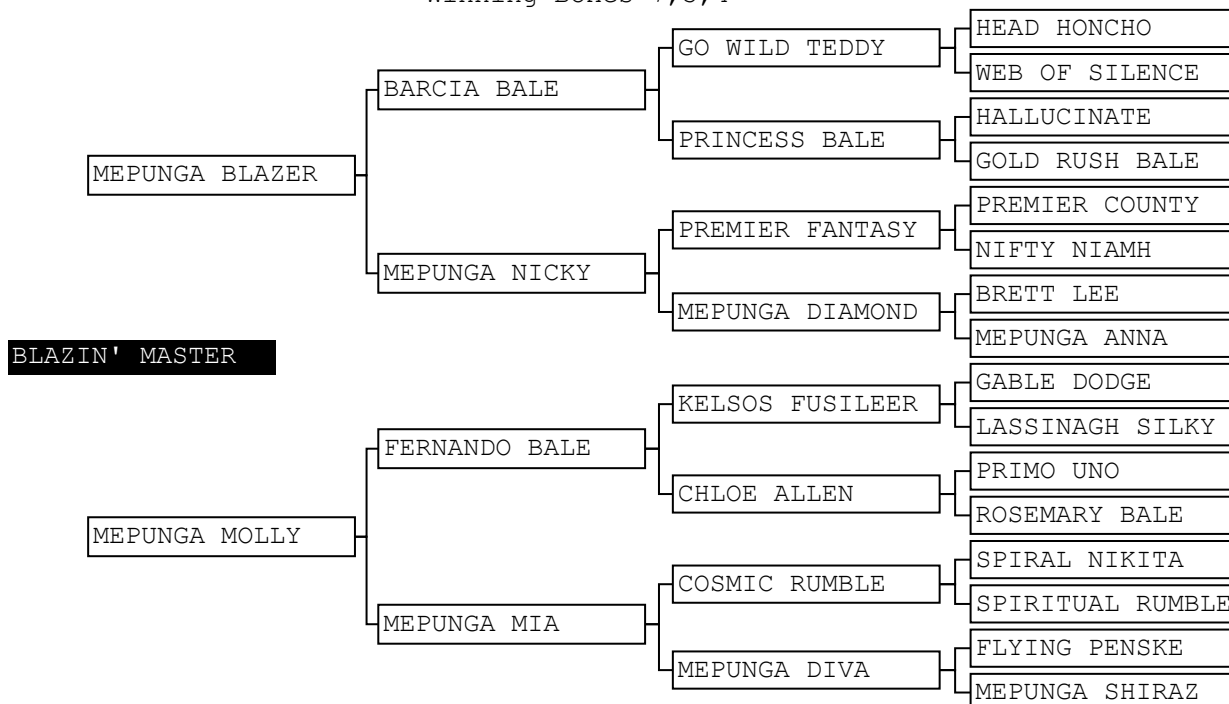 HEAD HONCHO
GO WILD TEDDY
WEB OF SILENCE
BARCIA BALE
HALLUCINATE
PRINCESS BALE
GOLD RUSH BALE
MEPUNGA BLAZER
PREMIER COUNTY
PREMIER FANTASY
NIFTY NIAMH
MEPUNGA NICKY
BRETT LEE
MEPUNGA DIAMOND
MEPUNGA ANNA
BLAZIN' MASTER
GABLE DODGE
KELSOS FUSILEER
LASSINAGH SILKY
FERNANDO BALE
PRIMO UNO
CHLOE ALLEN
ROSEMARY BALE
MEPUNGA MOLLY
SPIRAL NIKITA
COSMIC RUMBLE
SPIRITUAL RUMBLE
MEPUNGA MIA
FLYING PENSKE
MEPUNGA DIVA
MEPUNGA SHIRAZ